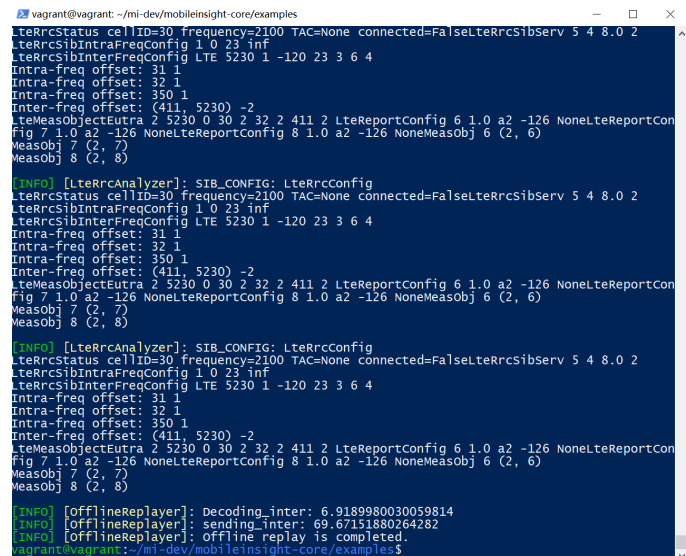 vagrant@vagrant: ~/mi-dev/mobileinsight-core/examples
LteRrcStatus cellID=30 frequency=2100 TAC=None connected=FalseLteRrcSibServ 5 4 8.0 2
LteRrcSibIntraFreqConfig 1 0 23 inf
LteRrcSibInterFreqConfig LTE 5230 1 -120 23 3 6 4
Intra-freq offset: 31 1
Intra-freq offset: 32 1
Intra-freq offset: 350 1
Inter-freq offset: (411, 5230) -2
LteMeasObjectEutra 2 5230 0 30 2 32 2 411 2 LteReportConfig 6 1.0 a2 -126 NoneLteReportCon
fig 7 1.0 a2 -126 NoneLteReportConfig 8 1.0 a2 -126 NoneMeasObj 6 (2, 6)
MeasObj 7 (2, 7)
MeasObj 8 (2, 8)
[INFO] [LteRrcAnalyzer]: SIB_CONFIG: LteRrcConfig
LteRrcStatus cellID=30 frequency=2100 TAC=None connected=FalseLteRrcSibServ 5 4 8.0 2
LteRrcSibIntraFreqConfig 1 0 23 inf
LteRrcSibInterFreqConfig LTE 5230 1 -120 23 3 6 4
Intra-freq offset: 31 1
Intra-freq offset: 32 1
Intra-freq offset: 350 1
Inter-freq offset: (411, 5230) -2
LteMeasObjectEutra 2 5230 0 30 2 32 2 411 2 LteReportConfig 6 1.0 a2 -126 NoneLteReportCon
fig 7 1.0 a2 -126 NoneLteReportConfig 8 1.0 a2 -126 NoneMeasObj 6 (2, 6)
MeasObj 7 (2, 7)
MeasObj 8 (2, 8)
[INFO] [LteRrcAnalyzer]: SIB_CONFIG: LteRrcConfig
LteRrcStatus cellID=30 frequency=2100 TAC=None connected=FalseLteRrcSibServ 5 4 8.0 2
LteRrcSibIntraFreqConfig 1 0 23 inf
LteRrcSibInterFreqConfig LTE 5230 1 -120 23 3 6 4
Intra-freq offset: 31 1
Intra-freq offset: 32 1
Intra-freq offset: 350 1
Inter-freq offset: (411, 5230) -2
LteMeasObjectEutra 2 5230 0 30 2 32 2 411 2 LteReportConfig 6 1.0 a2 -126 NoneLteReportCon
fig 7 1.0 a2 -126 NoneLteReportConfig 8 1.0 a2 -126 NoneMeasObj 6 (2, 6)
MeasObj 7 (2, 7)
MeasObj 8 (2, 8)
[INFO] [OfflineReplayer]: Decoding_inter: 6.9189980030059814
[INFO] [OfflineReplayer]: sending_inter: 69.67151880264282
[INFO] [OfflineReplayer]: Offline replay is completed.
vagrant@vagrant:~/mi-dev/mobileinsight-core/examples$